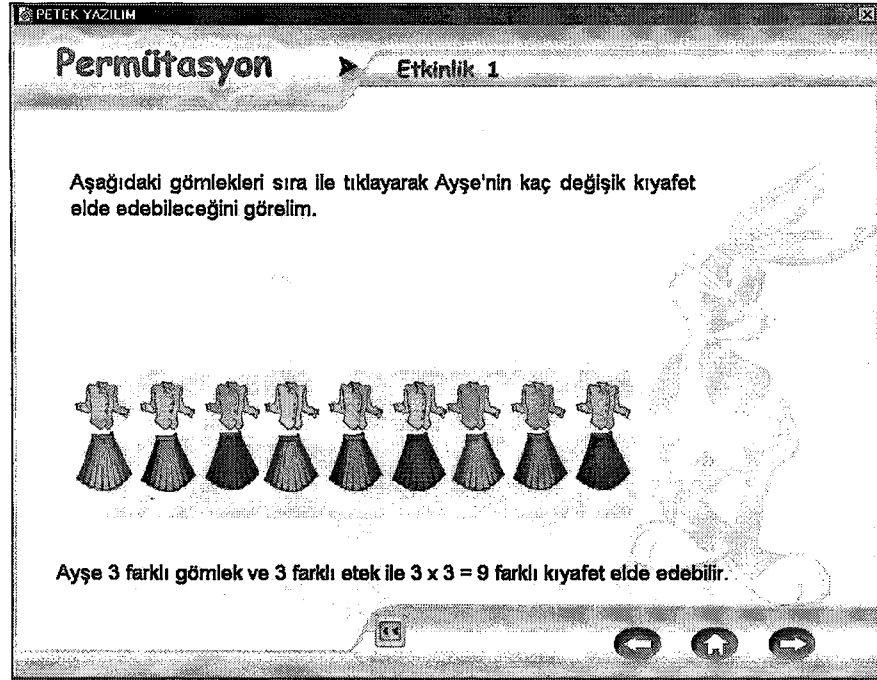 PETEK YAZILIM
Permütasyon
Etkinlik 1
Aşağıdaki gömlekleri sıra ile tıklayarak Ayşe'nin kaç değişik kıyafet
elde edebileceğini görelim.
Ayşe 3 farklı gömlek ve 3 farklı etek ile 3 x 3 = 9 farklı kıyafet elde edebilir.